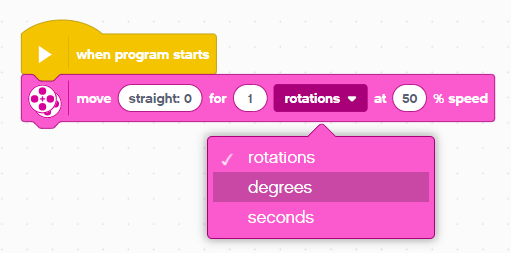 when program starts
move straight: 0 for 1 rotations at 50 % speed
rotations
degrees
seconds